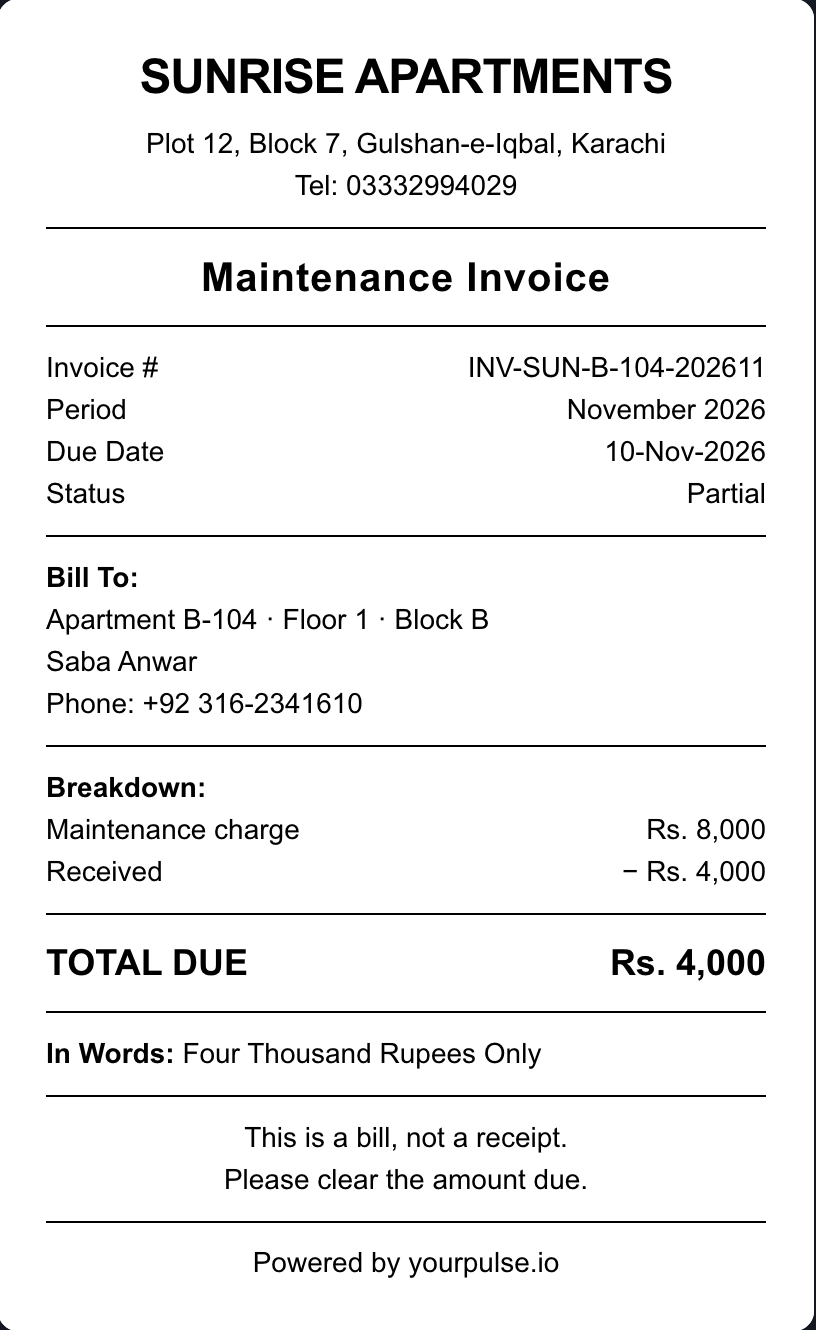 SUNRISE APARTMENTS
Plot 12, Block 7, Gulshan-e-Iqbal, Karachi
Tel: 03332994029
Maintenance Invoice
Invoice # INV-SUN-B-104-202611
Period November 2026
Due Date 10-Nov-2026
Status Partial
Bill To:
Apartment B-104 · Floor 1 · Block B
Saba Anwar
Phone: +92 316-2341610
Breakdown:
Maintenance charge Rs. 8,000
Received − Rs. 4,000
TOTAL DUE Rs. 4,000
In Words: Four Thousand Rupees Only
This is a bill, not a receipt.
Please clear the amount due.
Powered by yourpulse.io